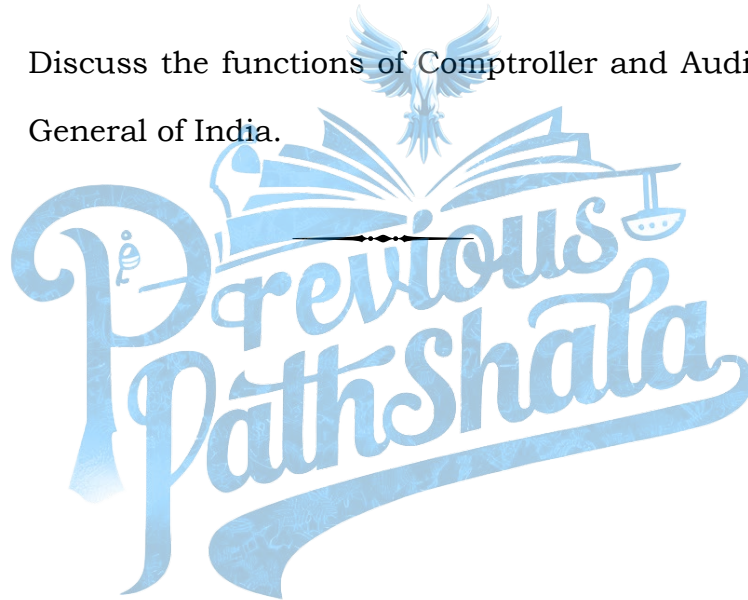 Discuss the functions of Comptroller and Audi
General of India.
Previous
PathShala